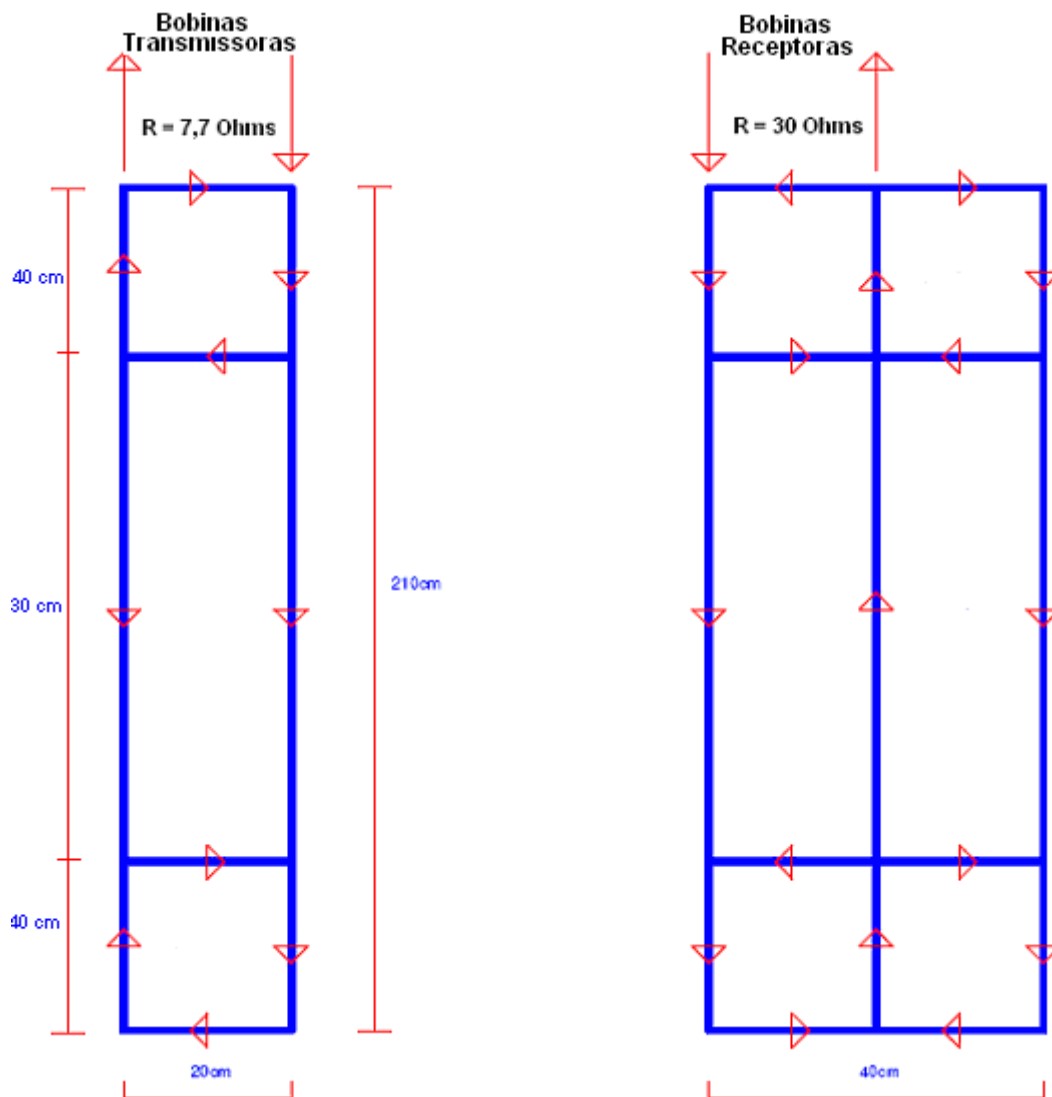 Bobinas
Transmissoras
R = 7,7 Ohms
Bobinas
Receptoras
R = 30 Ohms
40 cm
30 cm
40 cm
210cm
20cm
40cm